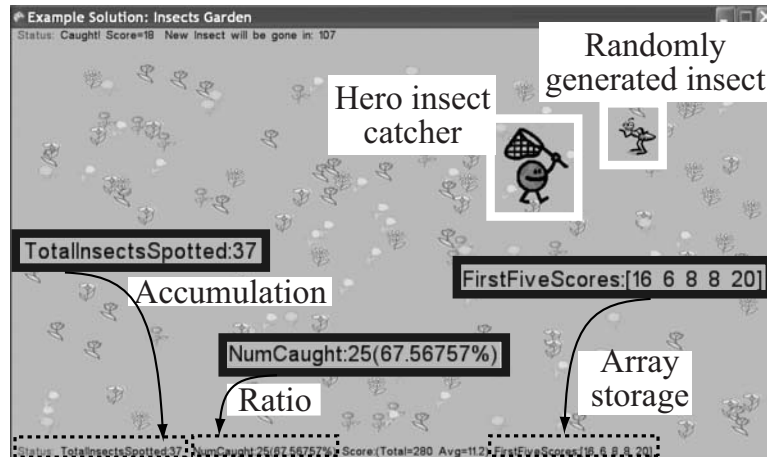 Example Solution: Insects Garden
Status: Caught! Score=18 New Insect will be gone in: 107
Randomly
generated insect
Hero insect
catcher
TotalInsectsSpotted:37
FirstFiveScores:[16 6 8 8 20]
Accumulation
NumCaught:25(67.56757%)
Array
storage
Ratio
Status: TotalInsectsSpotted:37 NumCaught:25(67.56757%) Score:(Total=280 Avg=11.2) FirstFiveScores:[16 6 8 8 20]